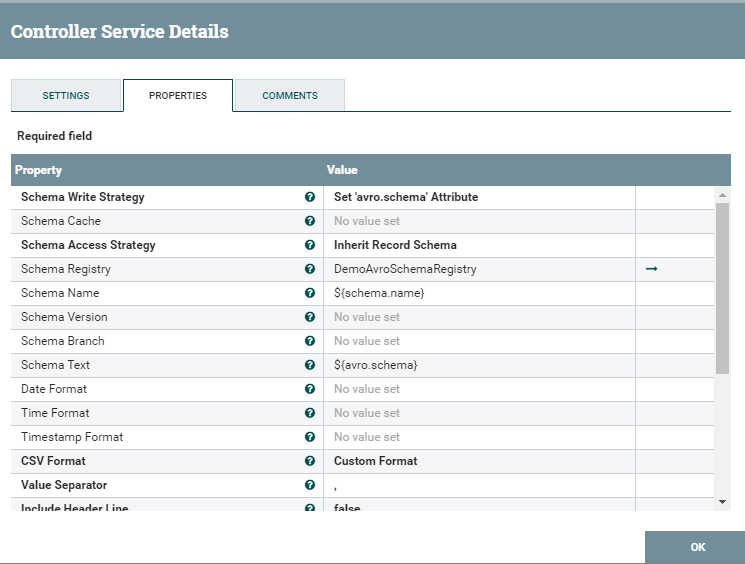 Controller Service Details
SETTINGS PROPERTIES COMMENTS
Required field
Property Value
Schema Write Strategy Set 'avro.schema' Attribute
Schema Cache No value set
Schema Access Strategy Inherit Record Schema
Schema Registry DemoAvroSchemaRegistry
Schema Name ${schema.name}
Schema Version No value set
Schema Branch No value set
Schema Text ${avro.schema}
Date Format No value set
Time Format No value set
Timestamp Format No value set
CSV Format Custom Format
Value Separator ,
Include Header Line false
OK